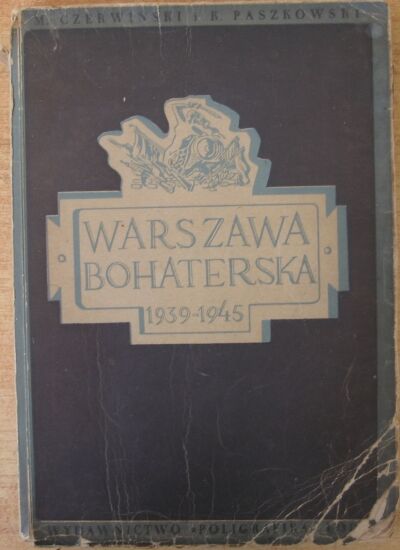 M. CZERWIŃSKI i B. PASZKOWSKI
WARSZAWA
BOHATERSKA
1939-1945
WYDAWNICTWO «POLIGRAFIKA»